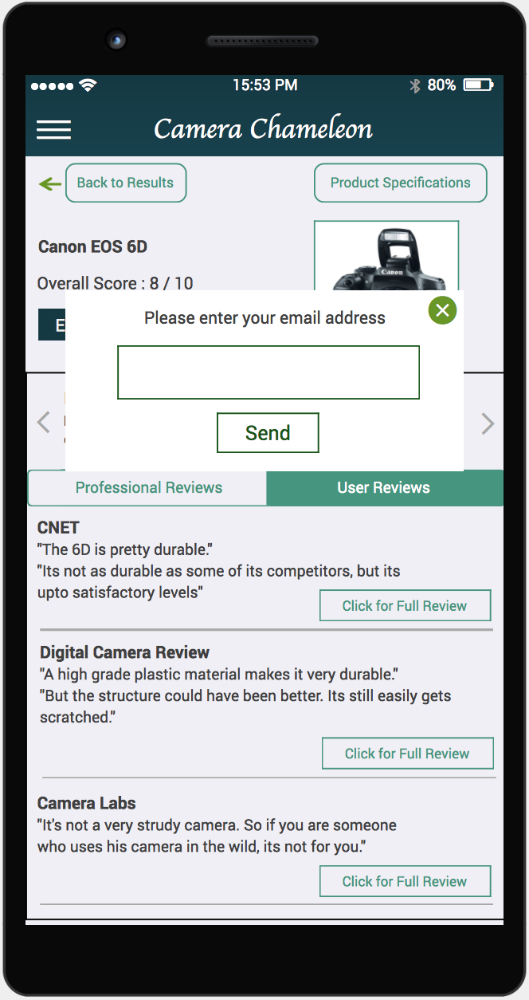 15:53 PM
80%
Camera Chameleon
Back to Results
Product Specifications
Canon EOS 6D
Canon
Overall Score : 8 / 10
E
Please enter your email address
Send
Professional Reviews
User Reviews
CNET
"The 6D is pretty durable."
"Its not as durable as some of its competitors, but its
upto satisfactory levels"
Click for Full Review
Digital Camera Review
"A high grade plastic material makes it very durable."
"But the structure could have been better. Its still easily gets
scratched."
Click for Full Review
Camera Labs
"It's not a very strudy camera. So if you are someone
who uses his camera in the wild, its not for you."
Click for Full Review